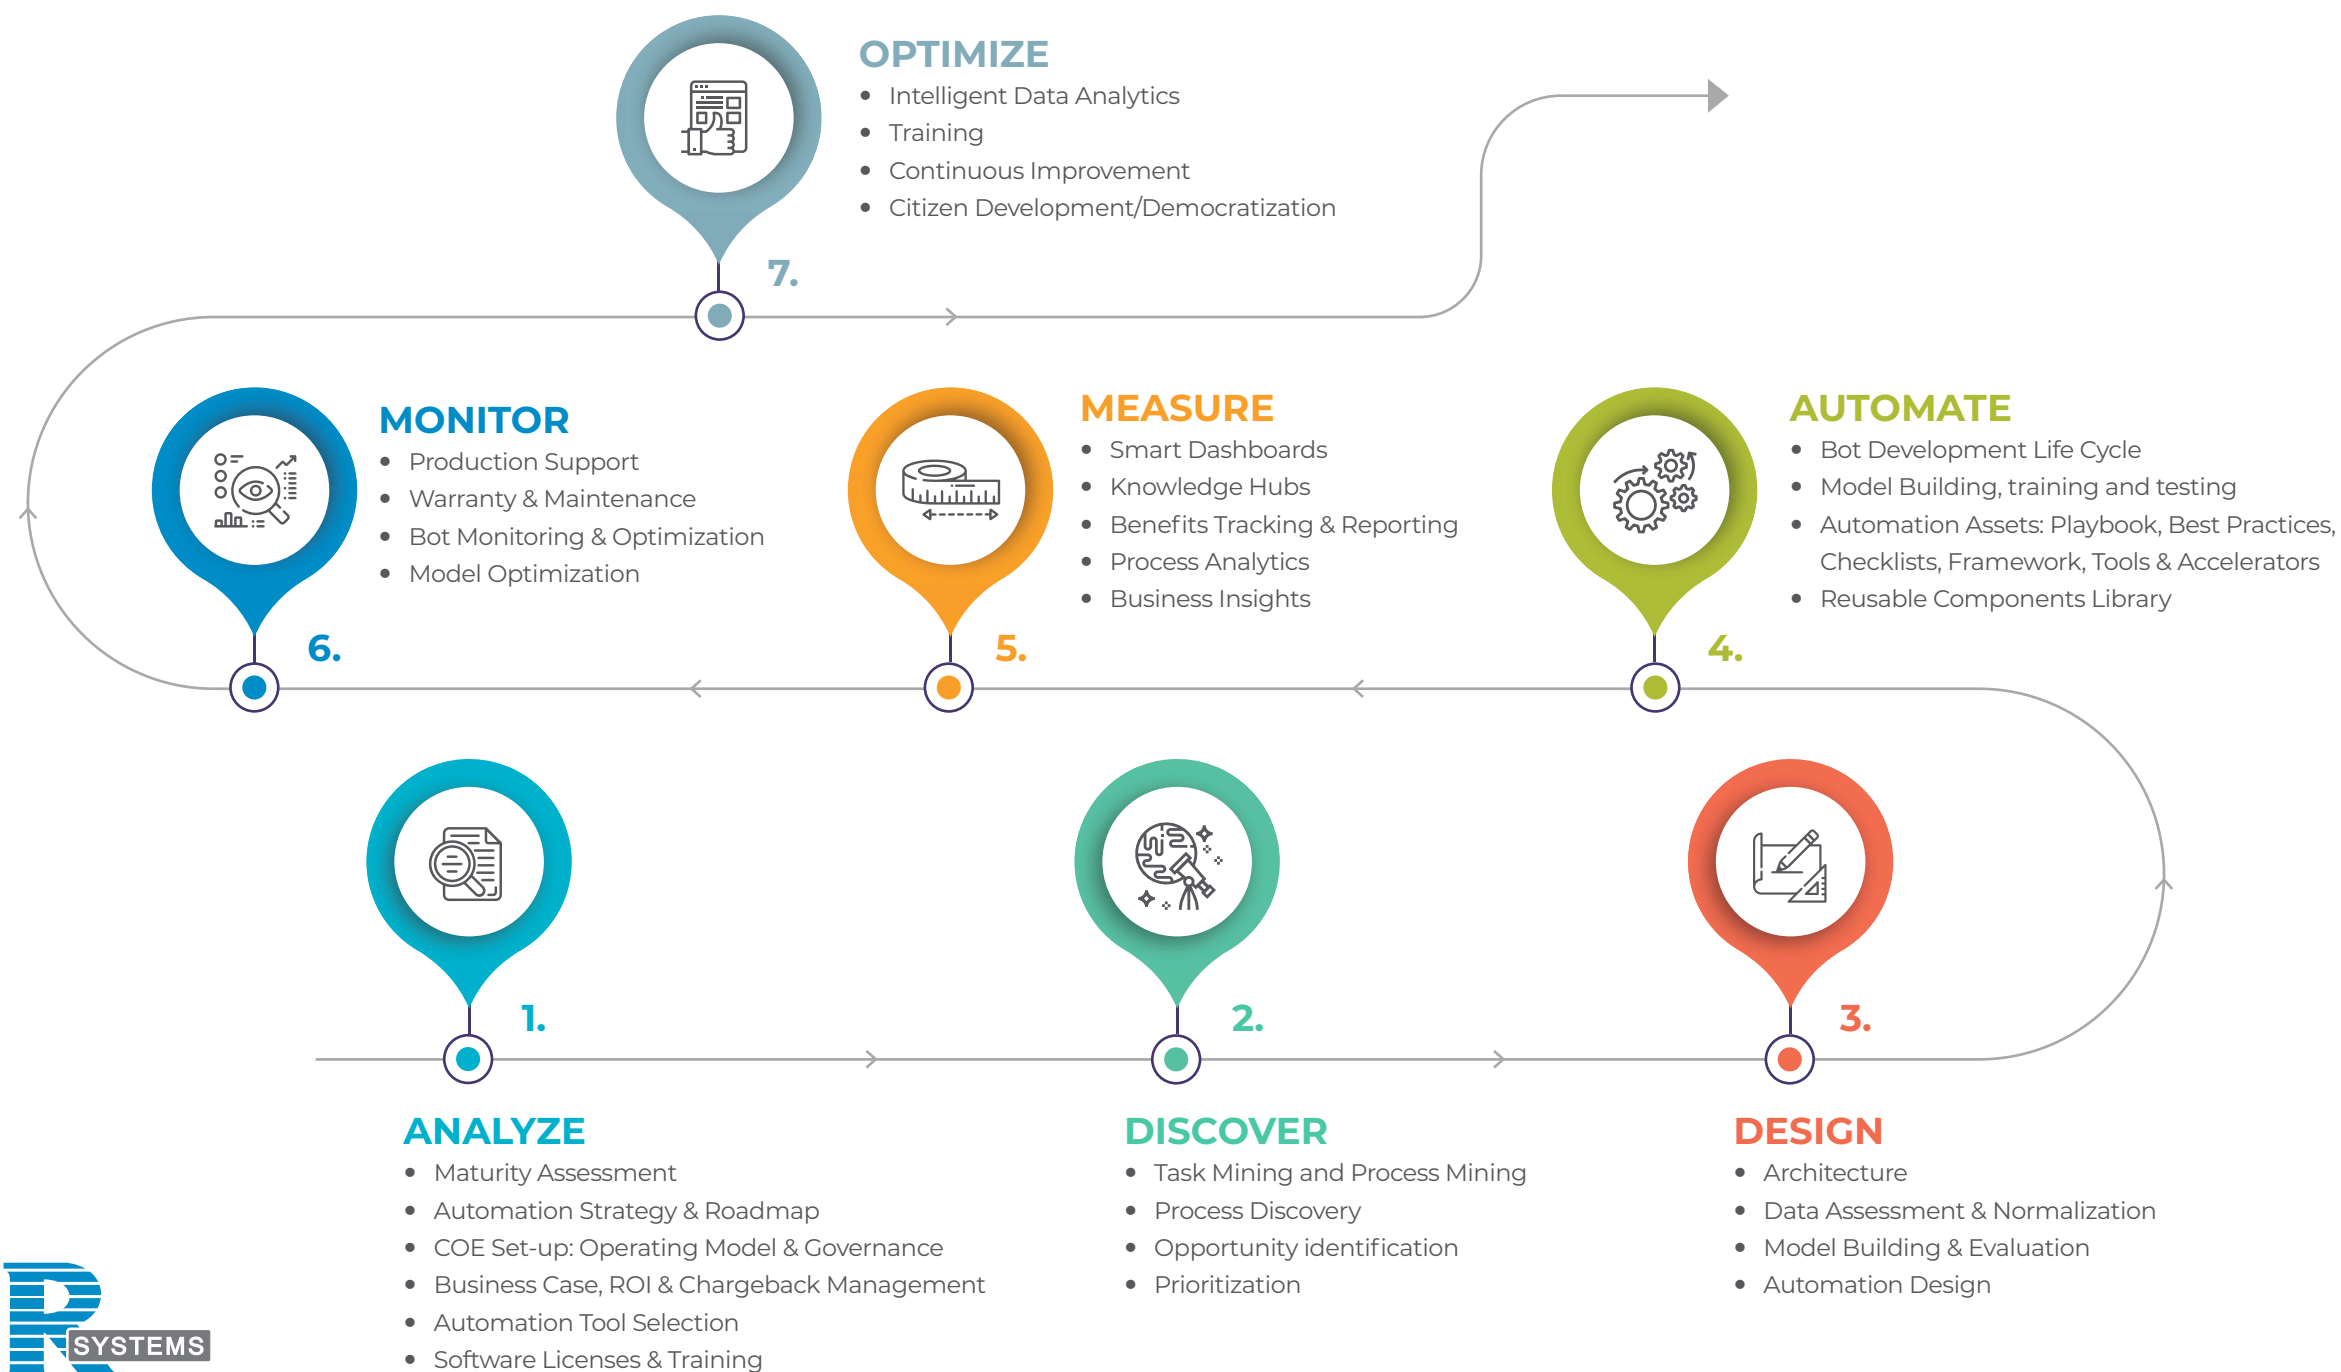 OPTIMIZE
Intelligent Data Analytics
Training
Continuous Improvement
Citizen Development/Democratization
7.
MONITOR
Production Support
Warranty & Maintenance
Bot Monitoring & Optimization
Model Optimization
6.
MEASURE
Smart Dashboards
Knowledge Hubs
Benefits Tracking & Reporting
Process Analytics
Business Insights
5.
AUTOMATE
Bot Development Life Cycle
Model Building, training and testing
Automation Assets: Playbook, Best Practices,
Checklists, Framework, Tools & Accelerators
Reusable Components Library
4.
1.
ANALYZE
Maturity Assessment
Automation Strategy & Roadmap
COE Set-up: Operating Model & Governance
Business Case, ROI & Chargeback Management
Automation Tool Selection
Software Licenses & Training
2.
DISCOVER
Task Mining and Process Mining
Process Discovery
Opportunity identification
Prioritization
3.
DESIGN
Architecture
Data Assessment & Normalization
Model Building & Evaluation
Automation Design
R
SYSTEMS